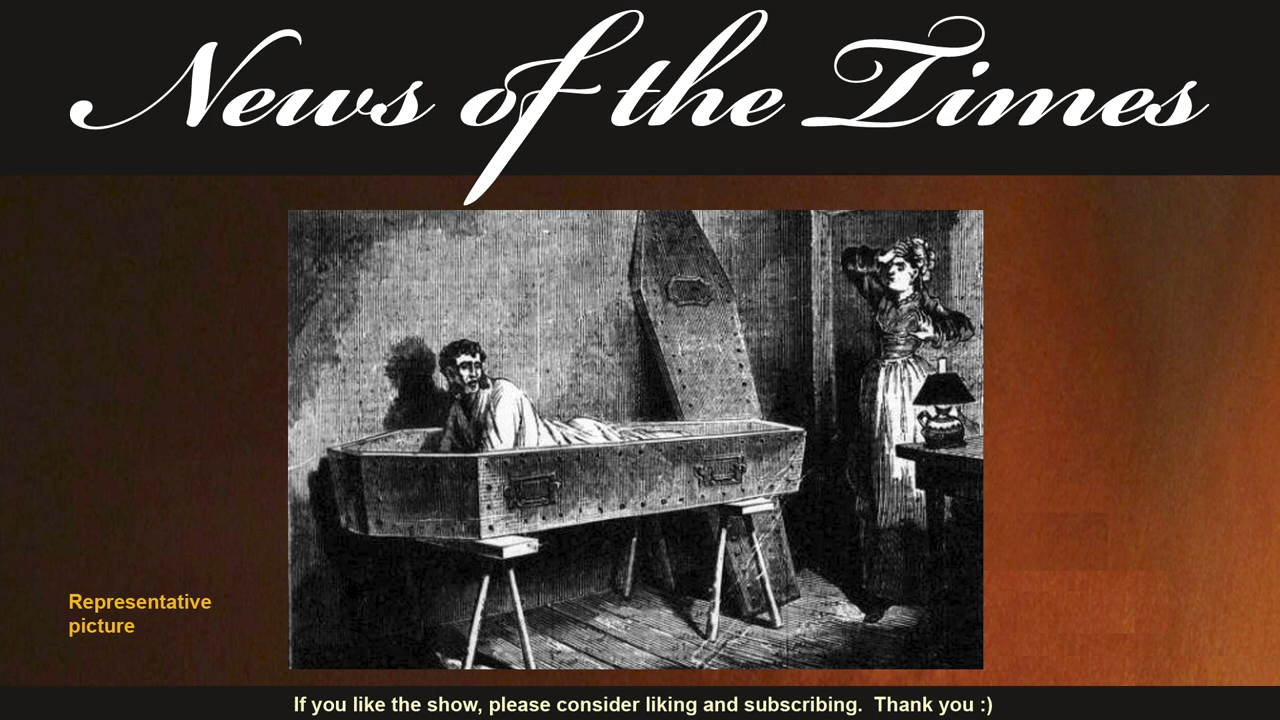 News of the Times
Representative
picture
If you like the show, please consider liking and subscribing.  Thank you :)